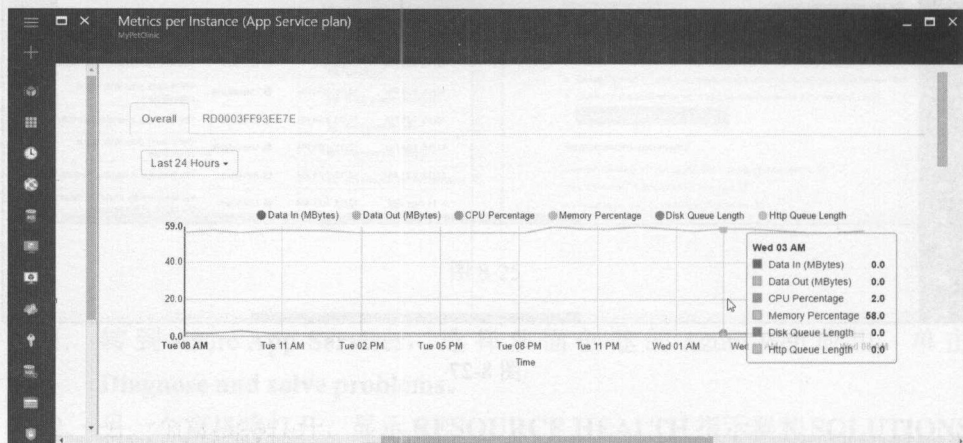 Metrics per Instance (App Service plan)
MyPetClinic
Overall RD0003FF93EE7E
Last 24 Hours
Data In (MBytes) Data Out (MBytes) CPU Percentage Memory Percentage Disk Queue Length Http Queue Length
59.0
40.0
20.0
0.0
Tue 08 AM Tue 11 AM Tue 02 PM Tue 05 PM Tue 08 PM Tue 11 PM Wed 01 AM
Time
Wed 03 AM
Data In (MBytes) 0.0
Data Out (MBytes) 0.0
CPU Percentage 2.0
Memory Percentage 58.0
Disk Queue Length 0.0
Http Queue Length 0.0
Diagnose and solve problems.
RESOURCE HEALTH
SOLUTIONS